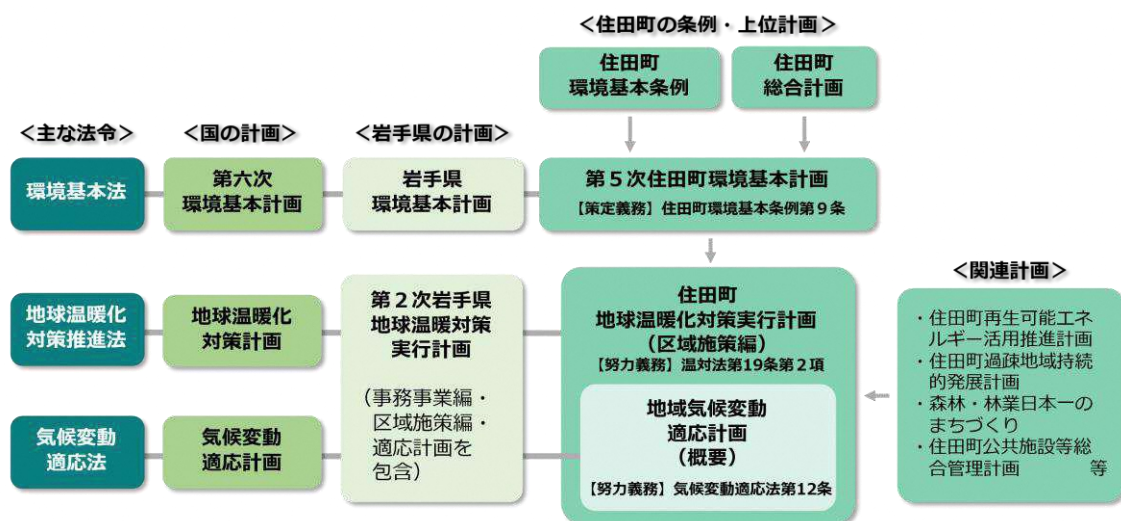 ＜住田町の条例・上位計画＞
住田町
環境基本条例
住田町
総合計画
＜主な法令＞
＜国の計画＞
＜岩手県の計画＞
環境基本法
第六次
環境基本計画
岩手県
環境基本計画
第５次住田町環境基本計画
【策定義務】住田町環境基本条例第９条
地球温暖化
対策推進法
地球温暖化
対策計画
第２次岩手県
地球温暖対策
実行計画
（事務事業編・
区域施策編・
適応計画を
包含）
気候変動
適応法
気候変動
適応計画
住田町
地球温暖化対策実行計画
（区域施策編）
【努力義務】温対法第19条第２項
地域気候変動
適応計画
（概要）
【努力義務】気候変動適応法第12条
＜関連計画＞
・住田町再生可能エネ
ルギー活用推進計画
・住田町過疎地域持続
的発展計画
・森林・林業日本一の
まちづくり
・住田町公共施設等総
合管理計画　　等